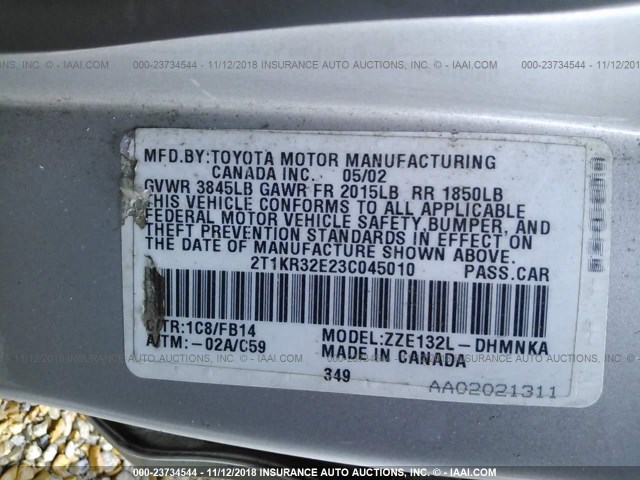 000-23734544 - 11/12/2018 INSURANCE AUTO AUCTIONS, INC. - IAAI.COM
MFD.BY:TOYOTA MOTOR MANUFACTURING
CANADA INC. 05/02
GVWR 3845LB GAWR FR 2015LB RR 1850LB
THIS VEHICLE CONFORMS TO ALL APPLICABLE
FEDERAL MOTOR VEHICLE SAFETY,BUMPER, AND
THEFT PREVENTION STANDARDS IN EFFECT ON
THE DATE OF MANUFACTURE SHOWN ABOVE.
2T1KR32E23C045010 PASS.CAR
C/TR:1C8/FB14 MODEL:ZZE132L-DHMNKA
A/TM:-02A/C59 MADE IN CANADA
349 AA02021311
000-23734544 - 11/12/2018 INSURANCE AUTO AUCTIONS, INC. - IAAI.COM